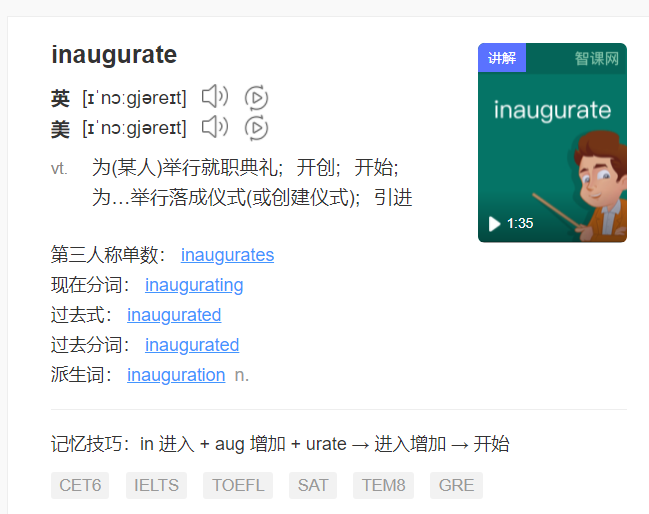 inaugurate
英 [ɪˈnɔːɡjəreɪt]
美 [ɪˈnɔːɡjəreɪt]
vt. 为(某人)举行就职典礼；开创；开始；
为…举行落成仪式(或创建仪式)；引进
讲解 智课网
inaugurate
1:35
第三人称单数： inaugurates
现在分词： inaugurating
过去式： inaugurated
过去分词： inaugurated
派生词： inauguration n.
记忆技巧：in 进入 + aug 增加 + urate → 进入增加 → 开始
CET6 IELTS TOEFL SAT TEM8 GRE